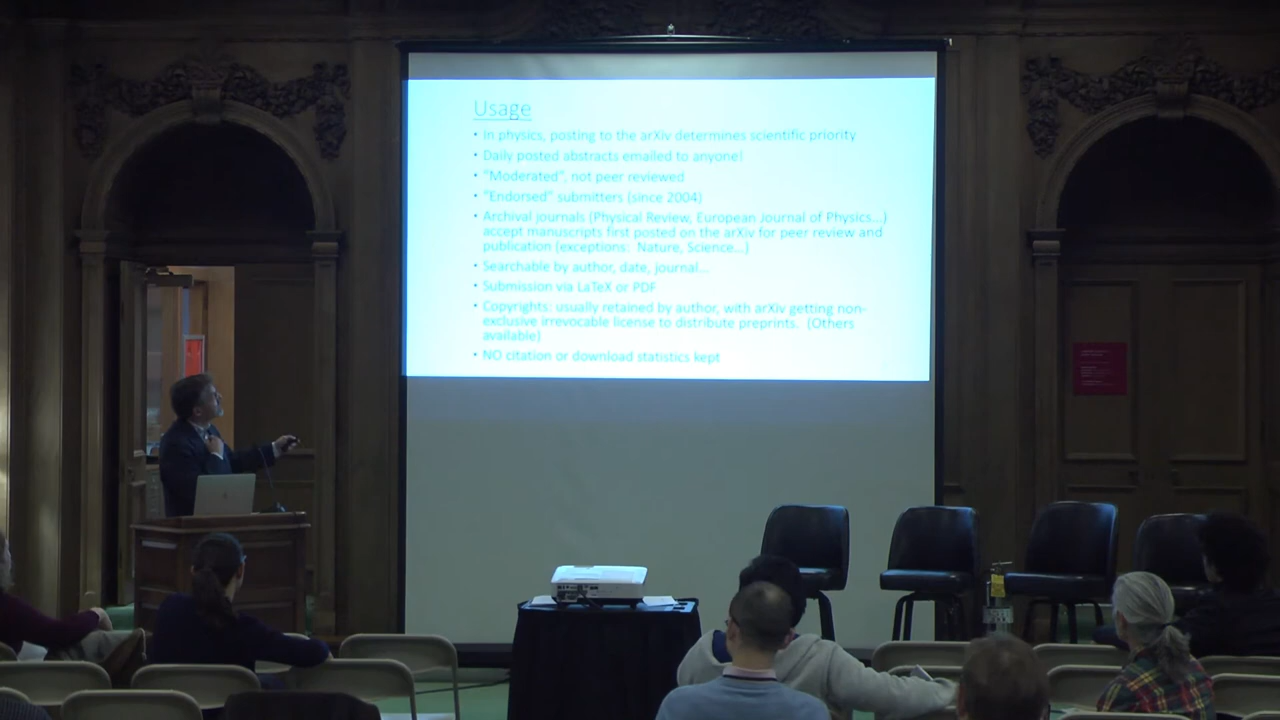 Usage
• In physics, posting to the arXiv determines scientific priority
• Daily posted abstracts emailed to anyone!
• "Moderated", not peer reviewed
• "Endorsed" submitters (since 2004)
• Archival journals (Physical Review, European Journal of Physics...)
accept manuscripts first posted on the arXiv for peer review and
publication (exceptions: Nature, Science...)
• Searchable by author, date, journal...
• Submission via LaTeX or PDF
• Copyrights: usually retained by author, with arXiv getting non-
exclusive irrevocable license to distribute preprints. (Others
available)
• NO citation or download statistics kept